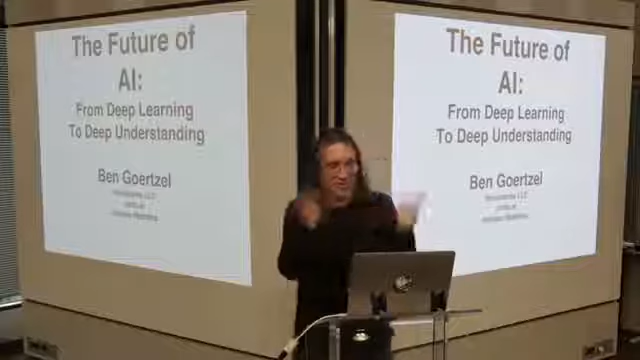 The Future of
AI:
From Deep Learning
To Deep Understanding
Ben Goertzel
The Future of
AI:
From Deep Learning
To Deep Understanding
Ben Goertzel